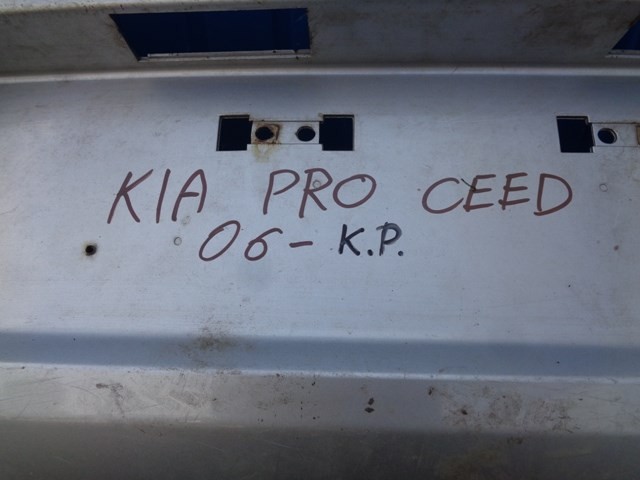 KIA PRO CEED
06- K.P.